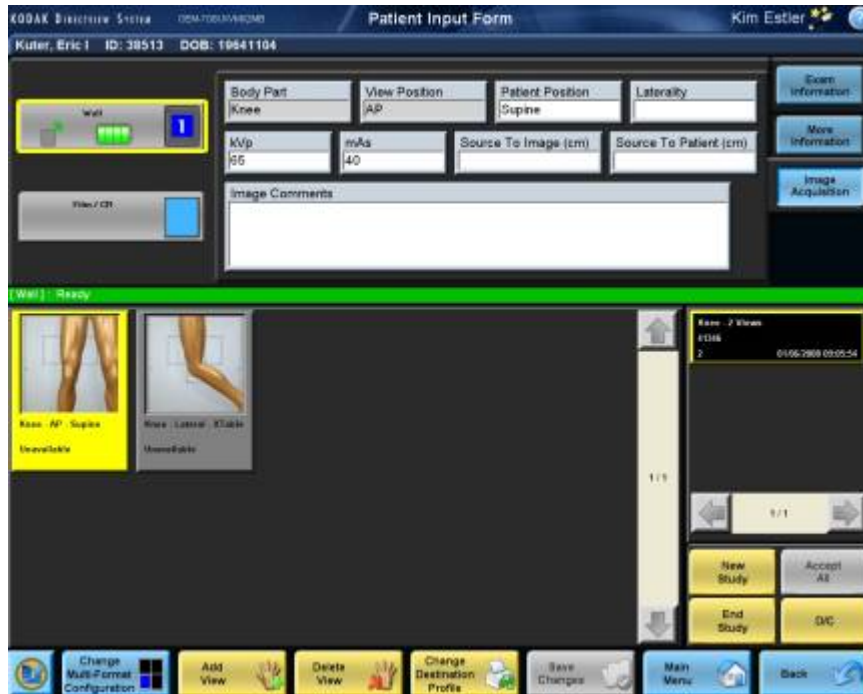 KODAK DIRECTVIEW System
Patient Input Form
Kim Estler
Kuter, Eric I ID: 38513 DOB: 19641104
Wall
1
Film / CR
Body Part
Knee
View Position
AP
Patient Position
Supine
Laterality
kVp
65
mAs
40
Source To Image (cm)
Source To Patient (cm)
Image Comments
Exam
Information
More
Information
Image
Acquisition
[Wall] : Ready
Knee - AP - Supine
Unavailable
Knee - Lateral - XTable
Unavailable
1 / 1
Knee - 2 Views
2
1/1
New
Study
Accept
All
End
Study
D/C
Change
Multi-Format
Configuration
Add
View
Delete
View
Change
Destination
Profile
Save
Changes
Main
Menu
Back